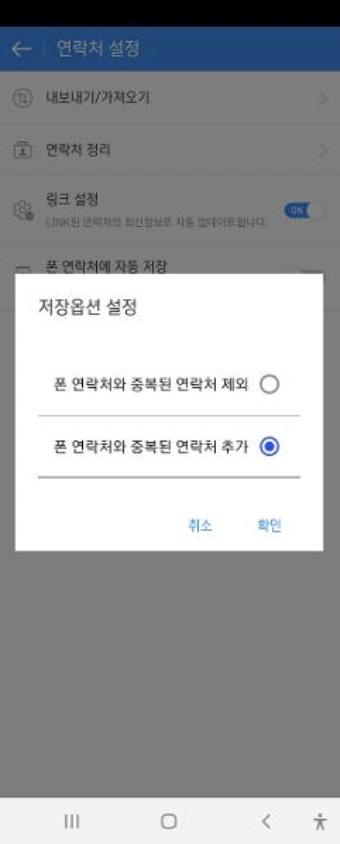 연락처 설정
내보내기/가져오기
연락처 정리
링크 설정
ON
LINK된 연락처의 최신정보로 자동 업데이트됩니다.
폰 연락처에 자동 저장
저장옵션 설정
폰 연락처와 중복된 연락처 제외
폰 연락처와 중복된 연락처 추가
취소 확인